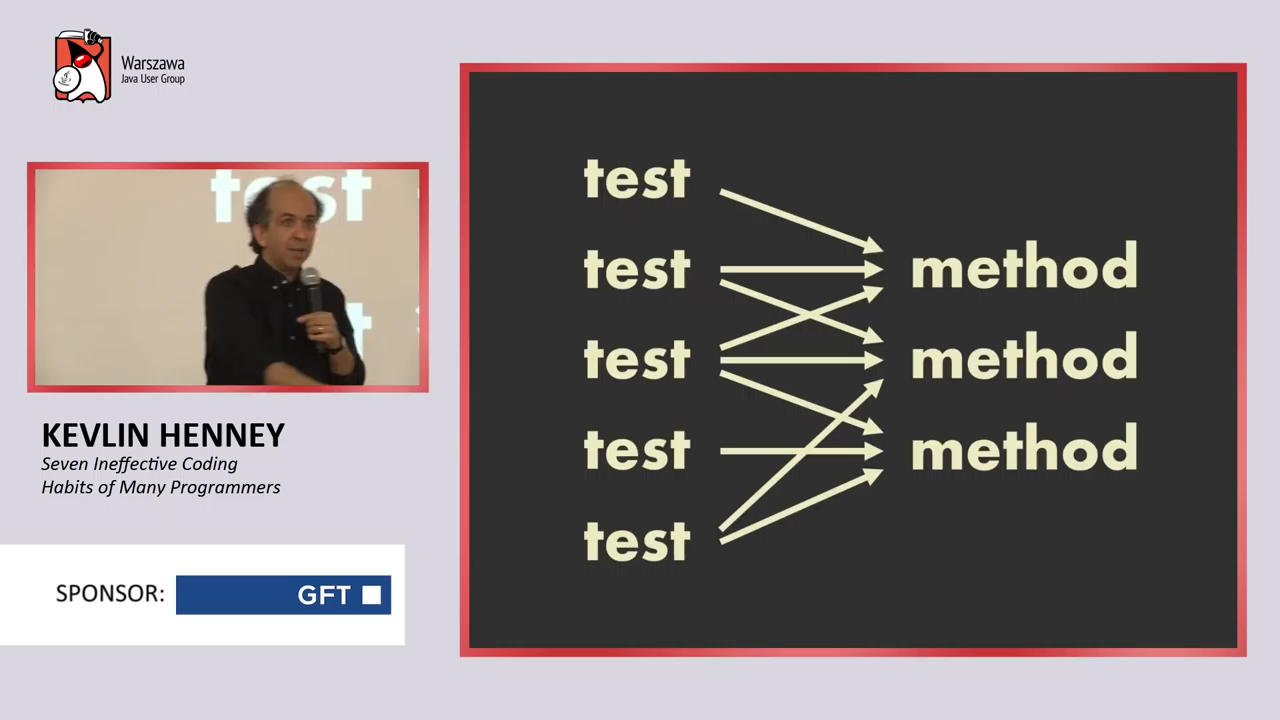 Warszawa
Java User Group
test
KEVLIN HENNEY
Seven Ineffective Coding
Habits of Many Programmers
SPONSOR:
GFT
test
test method
test method
test method
test